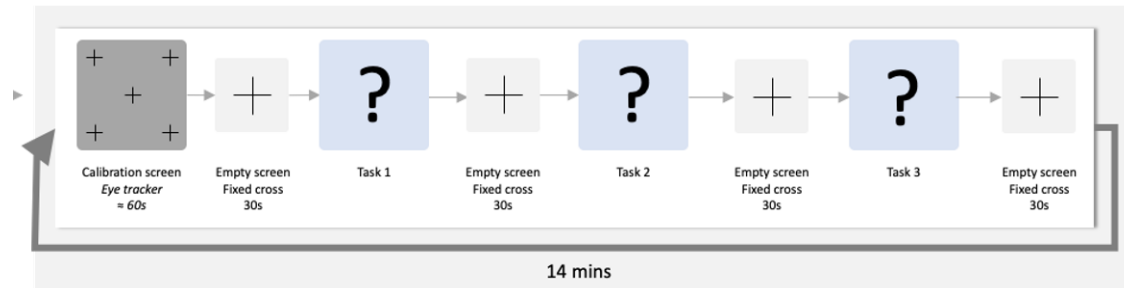 ?
?
?
Calibration screen
Eye tracker
≈ 60s
Empty screen
Fixed cross
30s
Task 1
Empty screen
Fixed cross
30s
Task 2
Empty screen
Fixed cross
30s
Task 3
Empty screen
Fixed cross
30s
14 mins